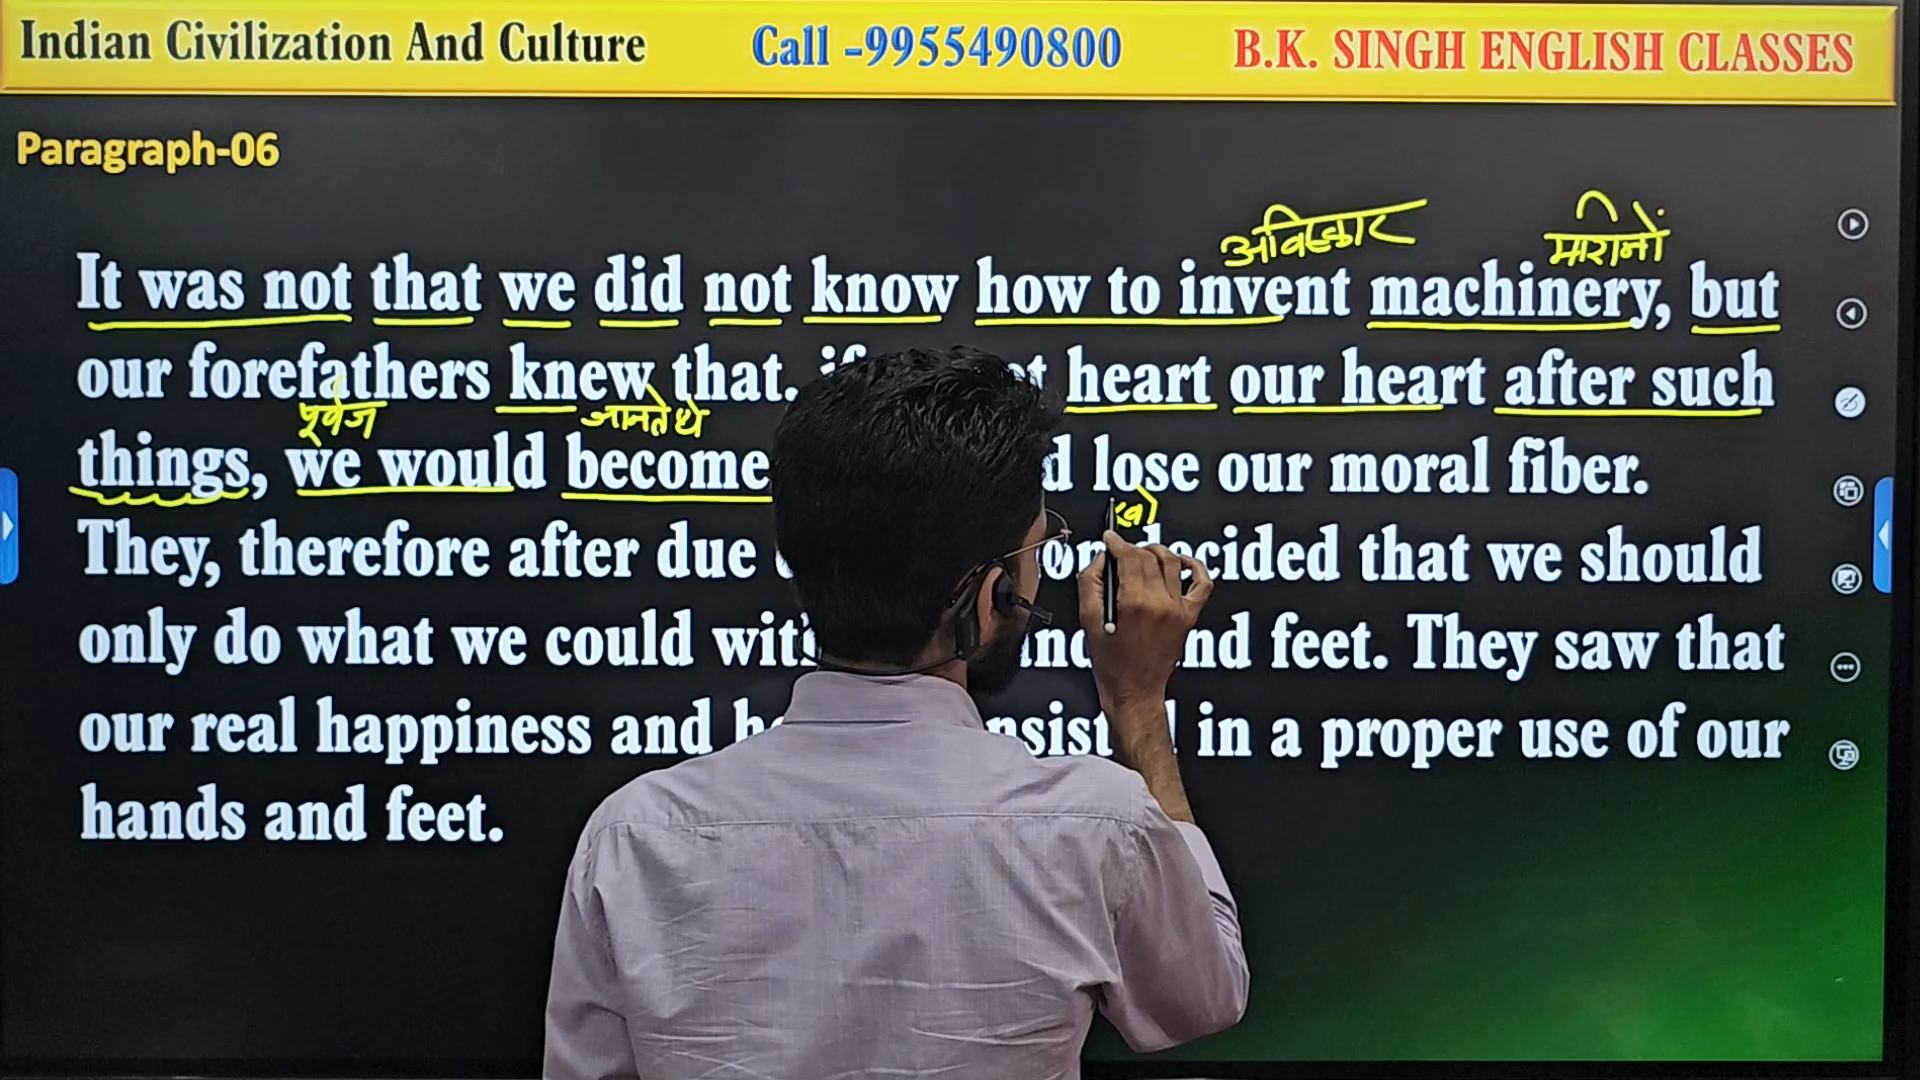 Indian Civilization And Culture Call -9955490800 B.K. SINGH ENGLISH CLASSES
Paragraph-06
आविष्कार मशीनों
It was not that we did not know how to invent machinery, but
our forefathers knew that. heart our heart after such
पूर्वज जानते थे
things, we would become lose our moral fiber.
खो
They, therefore after due decided that we should
only do what we could feet. They saw that
our real happiness and in a proper use of our
hands and feet.